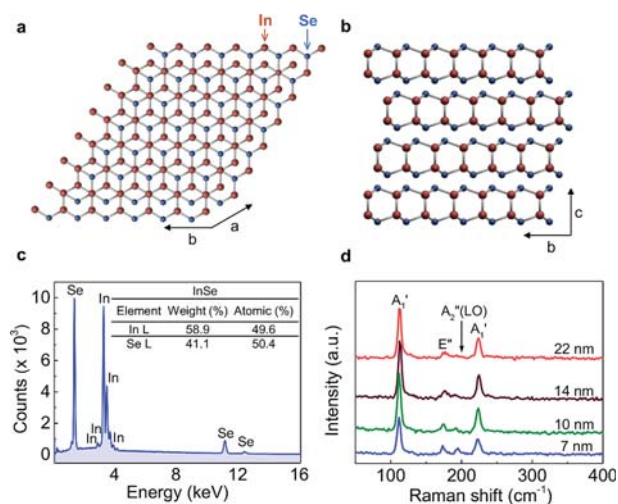 a
In
Se
b
a
b
c
b
c
InSe
Element Weight (%) Atomic (%)
In L 58.9 49.6
Se L 41.1 50.4
Se
In
In
In
In
In
Se
Se
10
8
6
4
2
0
0 4 8 12 16
Counts (x 10³)
Energy (keV)
d
A₁'
A₂"(LO)
A₁'
E"
22 nm
14 nm
10 nm
7 nm
100 200 300 400
Intensity (a.u.)
Raman shift (cm⁻¹)